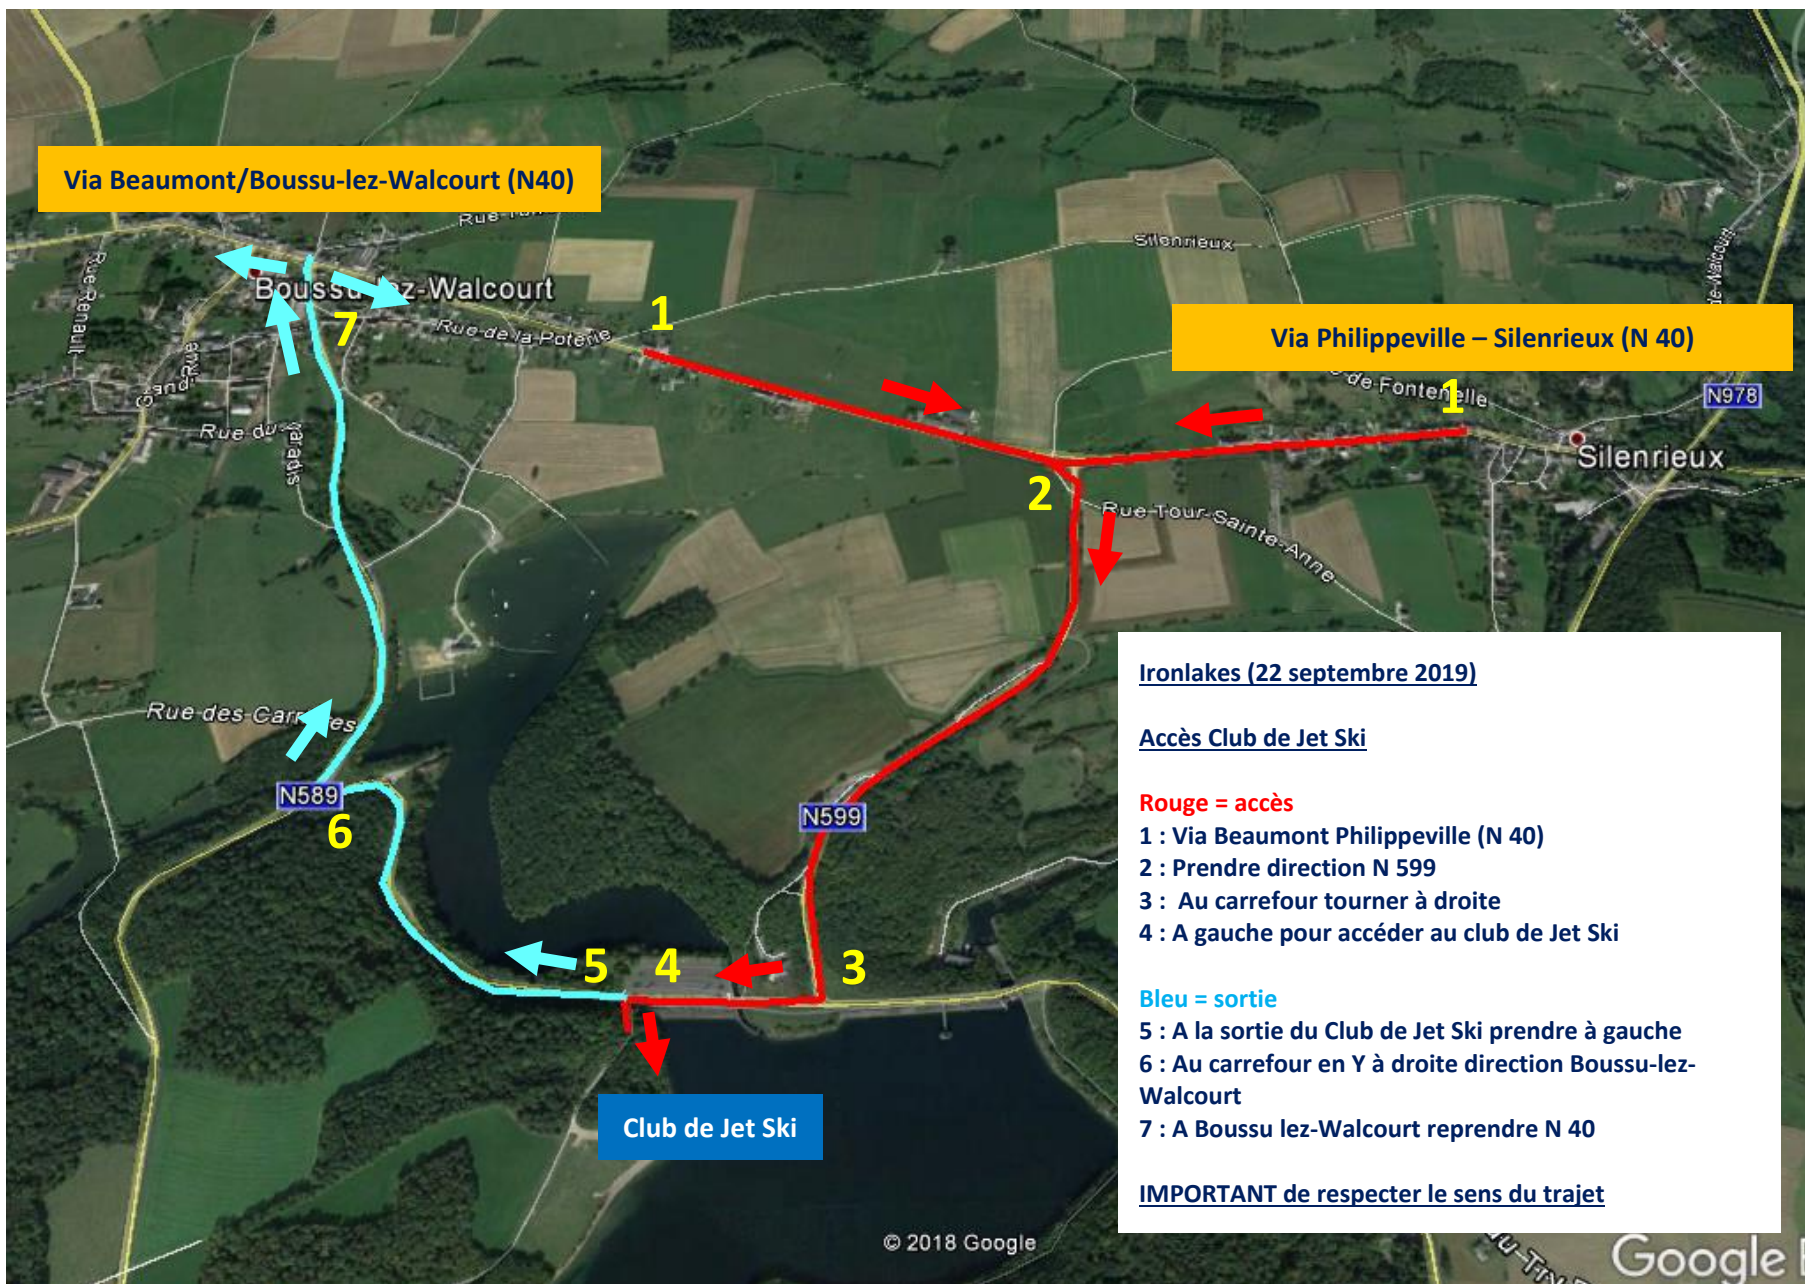 Via Beaumont/Boussu-lez-Walcourt (N40)
Rue
Silenrieux
Rue Renault
Boussu-lez-Walcourt
1
7
Rue de la Poterie
Via Philippeville – Silenrieux (N 40)
de Fontenelle
1
N978
Grand-Rue
Rue du
Silenrieux
2
Rue Tour Sainte-Anne
Rue des Carrières
N589
6
N599
Ironlakes (22 septembre 2019)
Accès Club de Jet Ski
Rouge = accès
1 : Via Beaumont Philippeville (N 40)
2 : Prendre direction N 599
3 : Au carrefour tourner à droite
4 : A gauche pour accéder au club de Jet Ski
Bleu = sortie
5 : A la sortie du Club de Jet Ski prendre à gauche
6 : Au carrefour en Y à droite direction Boussu-lez-
Walcourt
7 : A Boussu lez-Walcourt reprendre N 40
IMPORTANT de respecter le sens du trajet
5
4
3
Club de Jet Ski
© 2018 Google
Google